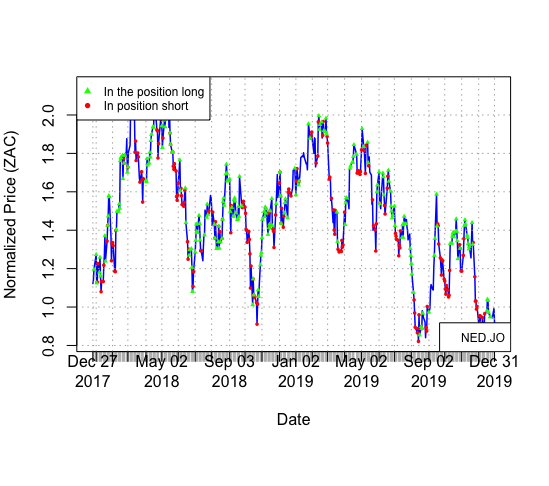 In the position long
In position short
Normalized Price (ZAC)
2.0
1.8
1.6
1.4
1.2
1.0
0.8
NED.JO
Dec 27 May 02 Sep 03 Jan 02 May 02 Sep 02 Dec 31
2017 2018 2018 2019 2019 2019 2019
Date